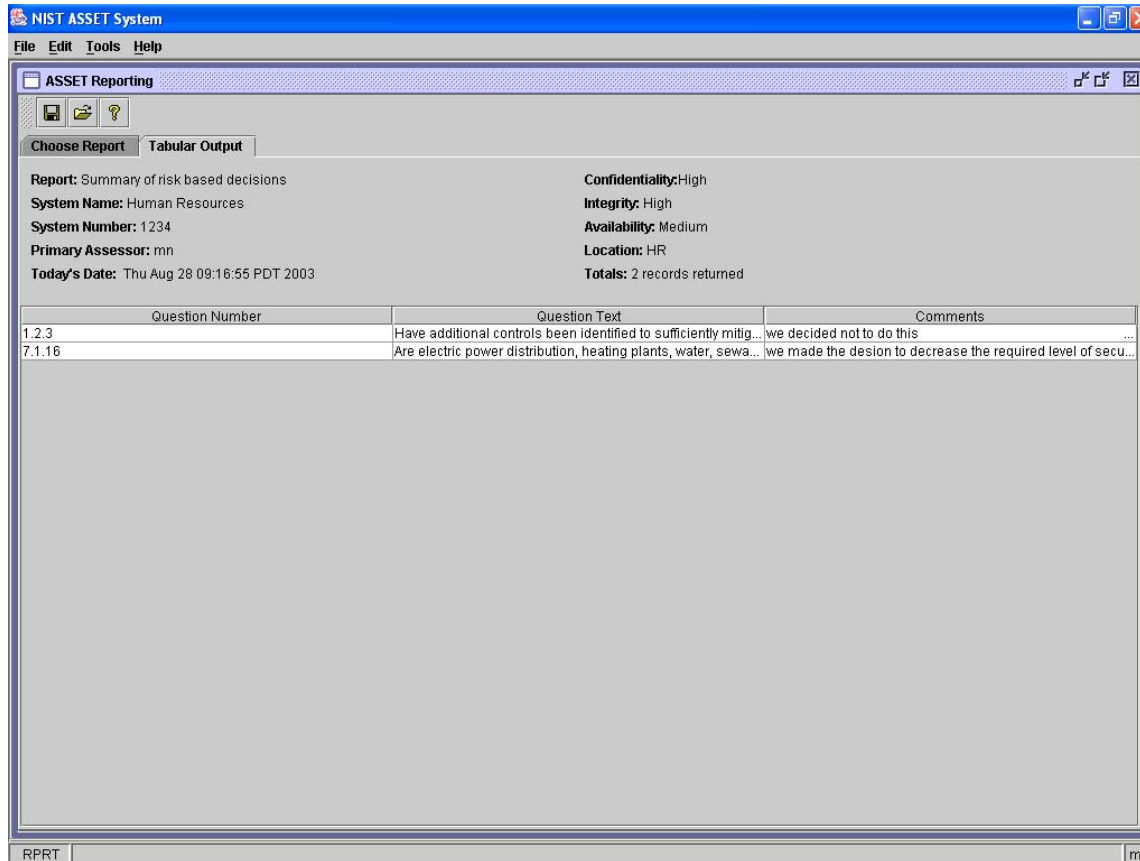 NIST ASSET System
File Edit Tools Help
ASSET Reporting
Choose Report Tabular Output
Report: Summary of risk based decisions Confidentiality:High
System Name: Human Resources Integrity: High
System Number: 1234 Availability: Medium
Primary Assessor: mn Location: HR
Today's Date: Thu Aug 28 09:16:55 PDT 2003 Totals: 2 records returned
Question Number Question Text Comments
1.2.3 Have additional controls been identified to sufficiently mitig... we decided not to do this ...
7.1.16 Are electric power distribution, heating plants, water, sewa... we made the desion to decrease the required level of secu...
RPRT m